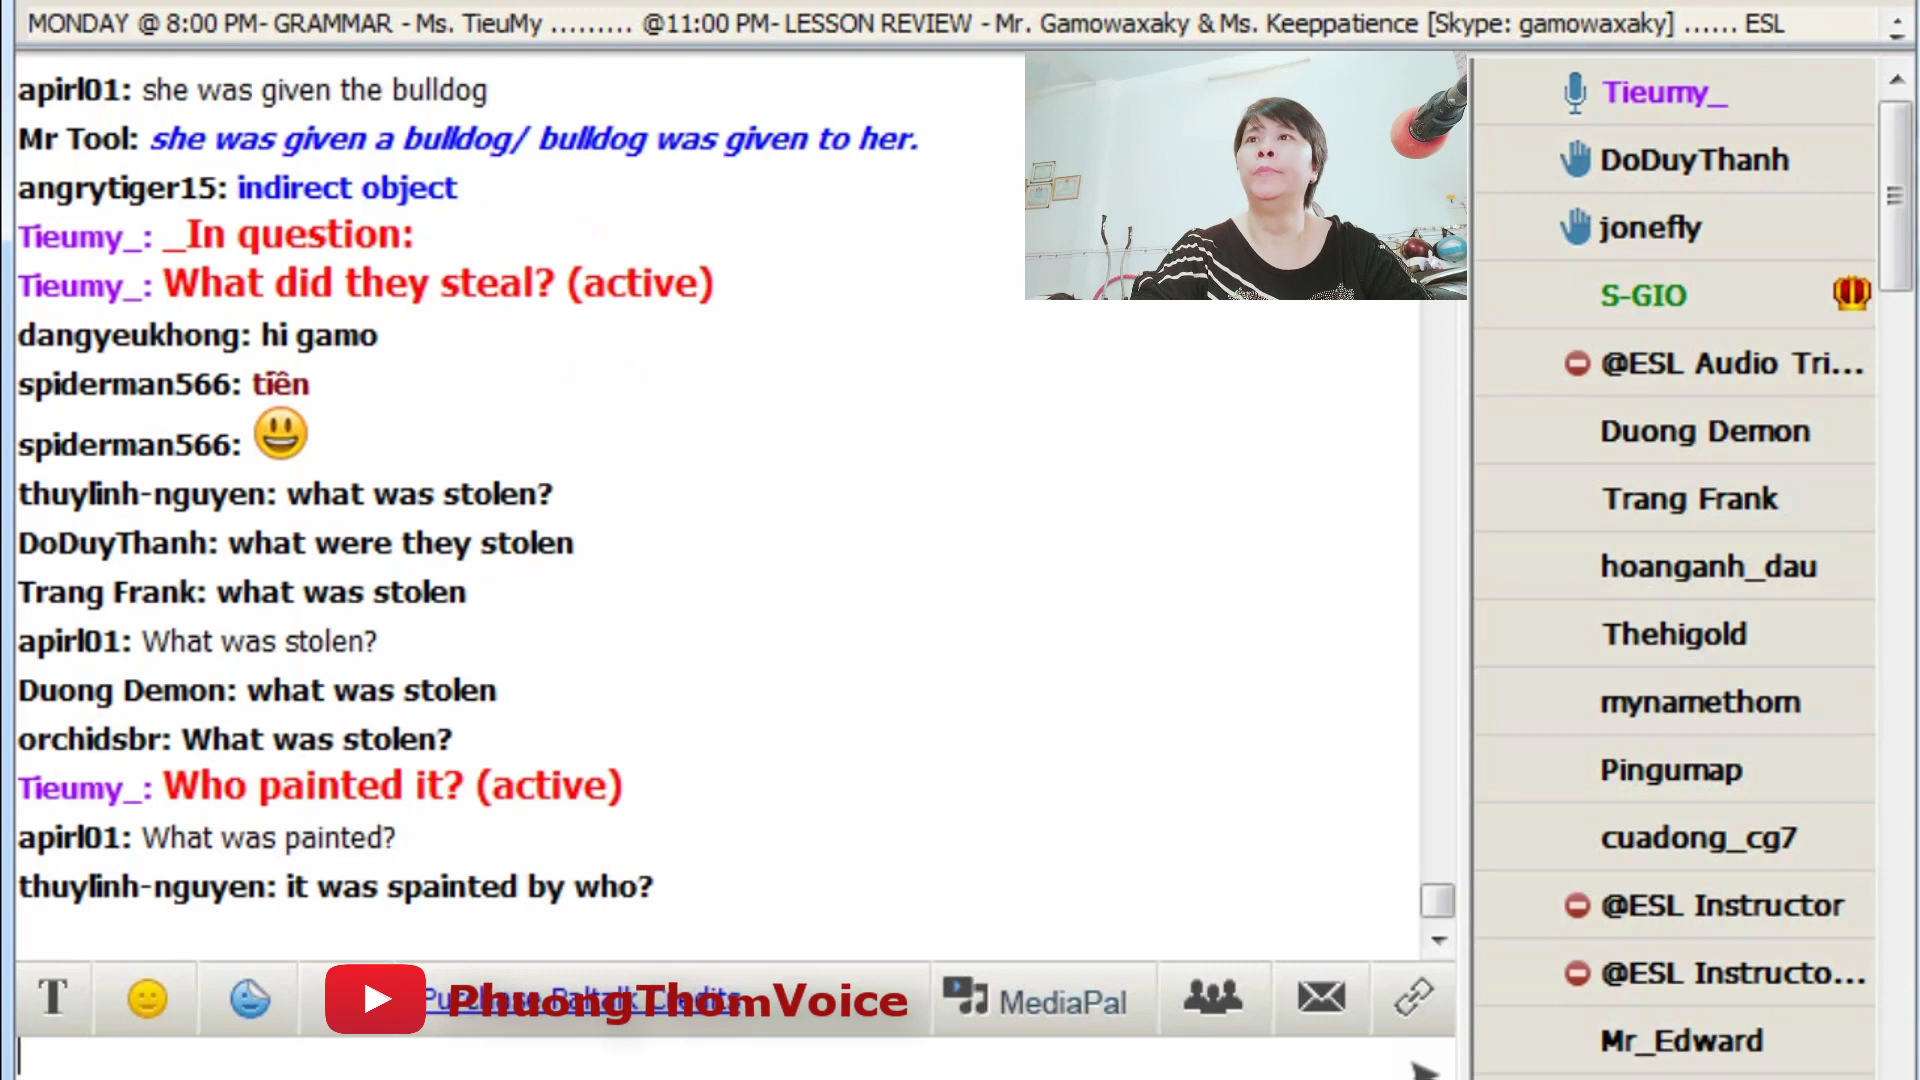 MONDAY @ 8:00 PM- GRAMMAR - Ms. TieuMy ......... @11:00 PM- LESSON REVIEW - Mr. Gamowaxaky & Ms. Keeppatience [Skype: gamowaxaky] ...... ESL
apirl01: she was given the bulldog
Mr Tool: she was given a bulldog/ bulldog was given to her.
angrytiger15: indirect object
Tieumy_: _In question:
Tieumy_: What did they steal? (active)
dangyeukhong: hi gamo
spiderman566: tiền
spiderman566:
thuylinh-nguyen: what was stolen?
DoDuyThanh: what were they stolen
Trang Frank: what was stolen
apirl01: What was stolen?
Duong Demon: what was stolen
orchidsbr: What was stolen?
Tieumy_: Who painted it? (active)
apirl01: What was painted?
thuylinh-nguyen: it was spainted by who?
T
Purchase Paltalk Credits
PhuongThomVoice
MediaPal
Tieumy_
DoDuyThanh
jonefly
S-GIO
@ESL Audio Tri...
Duong Demon
Trang Frank
hoanganh_dau
Thehigold
mynamethom
Pingumap
cuadong_cg7
@ESL Instructor
@ESL Instructo...
Mr_Edward